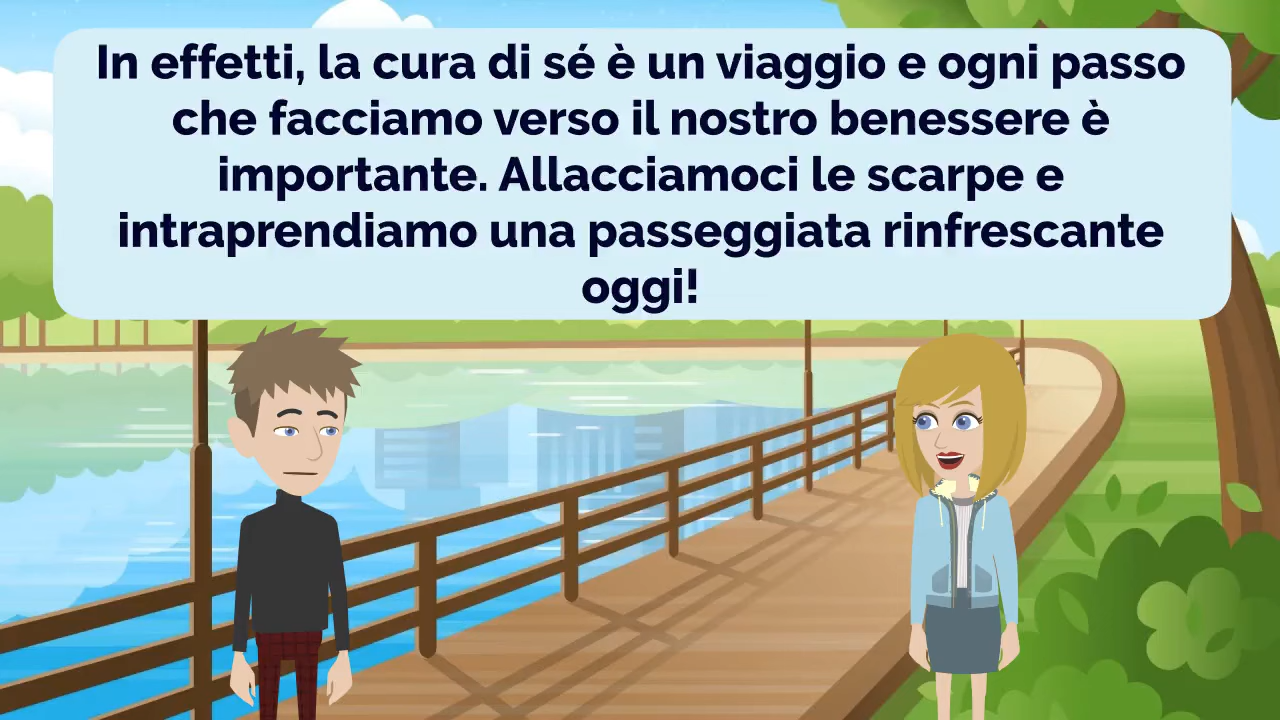 In effetti, la cura di sé è un viaggio e ogni passo
che facciamo verso il nostro benessere è
importante. Allacciamoci le scarpe e
intraprendiamo una passeggiata rinfrescante
oggi!